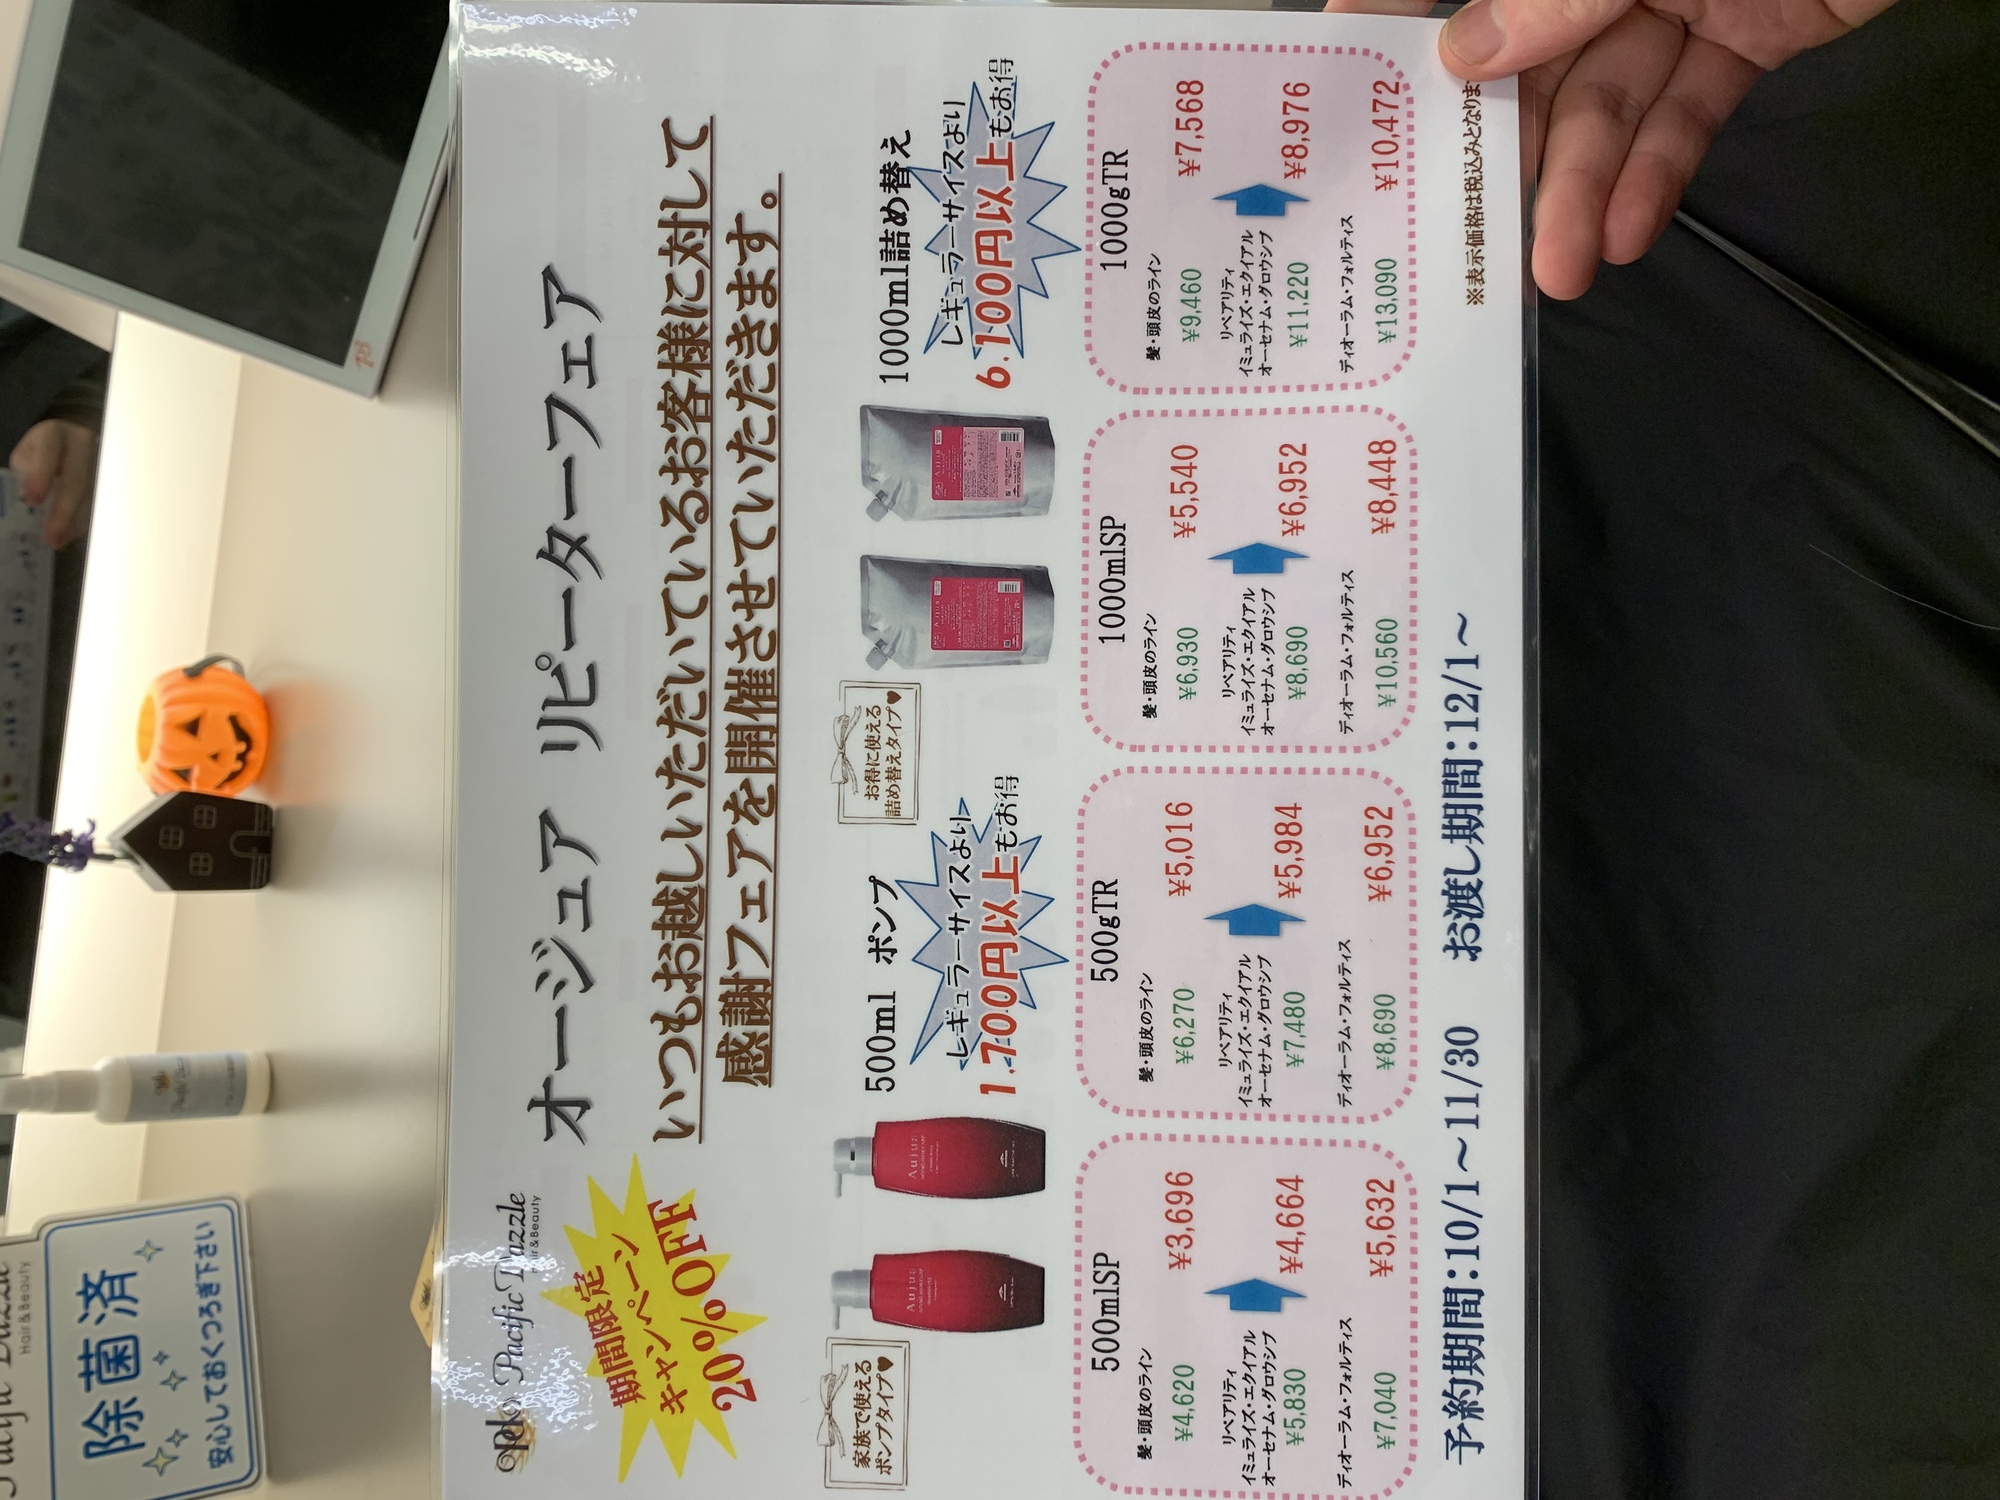 Pacific Dazzle
Hair&Beauty
期間限定
キャンペーン
20%OFF
オージュア リピーターフェア
いつもお越しいただいているお客様に対して
感謝フェアを開催させていただきます。
家族で使える
ポンプタイプ♥
500ml ポンプ
レギュラーサイズより
1.700円以上もお得
お得に使える
詰め替えタイプ♥
1000ml詰め替え
レギュラーサイズより
6.100円以上もお得
500mlSP
髪・頭皮のライン
¥4,620 ¥3,696
リペアリティ
イミュライズ・エクイアル
オーセナム・グロウシブ
¥5,830 ¥4,664
ディオーラム・フォルティス
¥7,040 ¥5,632
500gTR
髪・頭皮のライン
¥6,270 ¥5,016
リペアリティ
イミュライズ・エクイアル
オーセナム・グロウシブ
¥7,480 ¥5,984
ディオーラム・フォルティス
¥8,690 ¥6,952
1000mlSP
髪・頭皮のライン
¥6,930 ¥5,540
リペアリティ
イミュライズ・エクイアル
オーセナム・グロウシブ
¥8,690 ¥6,952
ディオーラム・フォルティス
¥10,560 ¥8,448
1000gTR
髪・頭皮のライン
¥9,460 ¥7,568
リペアリティ
イミュライズ・エクイアル
オーセナム・グロウシブ
¥11,220 ¥8,976
ディオーラム・フォルティス
¥13,090 ¥10,472
予約期間:10/1～11/30 お渡し期間:12/1～
※表示価格は税込みとなりま
Hair&Beauty
除菌済
安心しておくつろぎ下さい